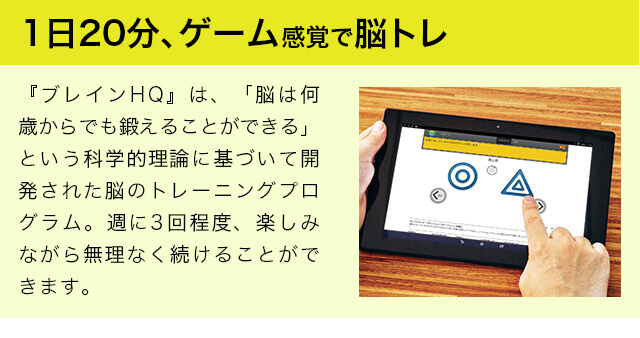 1日20分、ゲーム感覚で脳トレ
『ブレインHQ』は、「脳は何
歳からでも鍛えることができる」
という科学的理論に基づいて開
発された脳のトレーニングプロ
グラム。週に3回程度、楽しみ
ながら無理なく続けることがで
きます。